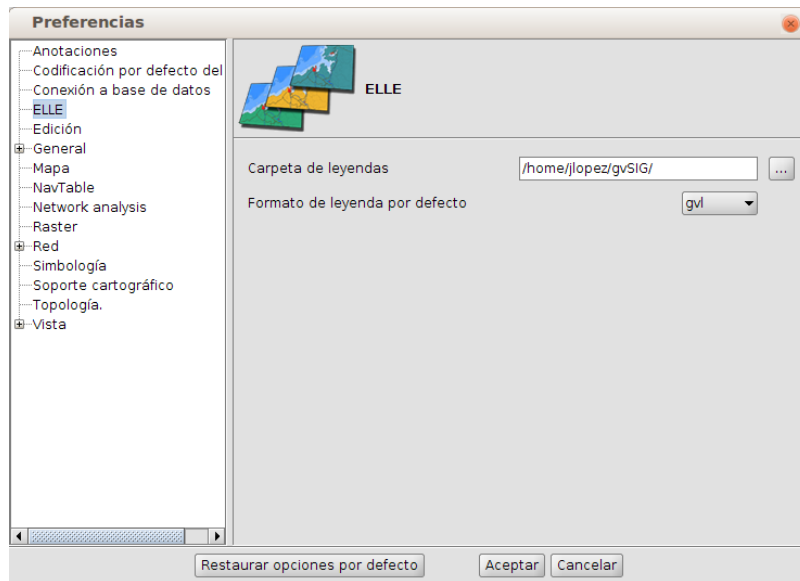 Preferencias
Anotaciones
Codificación por defecto del
Conexión a base de datos
ELLE
Edición
General
Mapa
NavTable
Network analysis
Raster
Red
Simbología
Soporte cartográfico
Topología.
Vista
ELLE
Carpeta de leyendas
/home/jlopez/gvSIG/
...
Formato de leyenda por defecto
gvl
Restaurar opciones por defecto
Aceptar
Cancelar